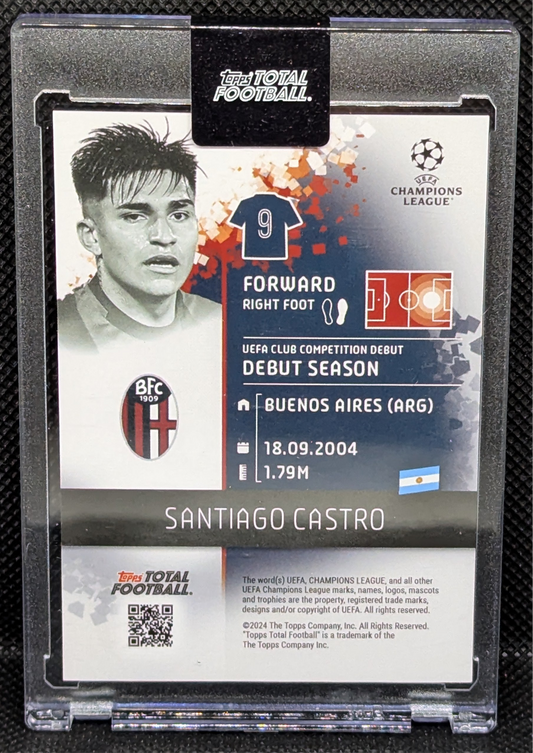 topps TOTAL
FOOTBALL.
UEFA
CHAMPIONS
LEAGUE
9
FORWARD
RIGHT FOOT
UEFA CLUB COMPETITION DEBUT
DEBUT SEASON
BFC
1909
BUENOS AIRES (ARG)
18.09.2004
1.79M
SANTIAGO CASTRO
topps TOTAL
FOOTBALL.
The word(s) UEFA, CHAMPIONS LEAGUE, and all other
UEFA Champions League marks, names, logos, mascots
and trophies are the property, registered trade marks,
designs and/or copyright of UEFA. All rights reserved.
©2024 The Topps Company, Inc. All Rights Reserved.
"Topps Total Football" is a trademark of the
The Topps Company Inc.